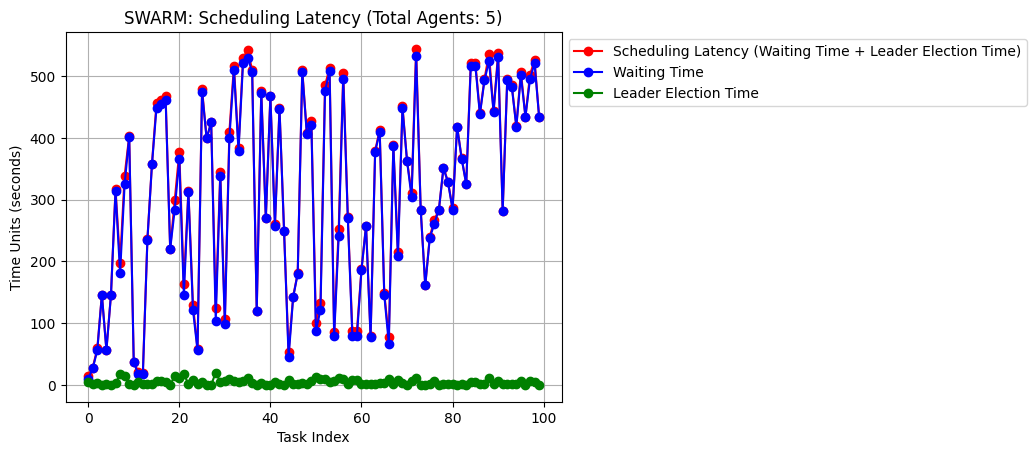 SWARM: Scheduling Latency (Total Agents: 5)
Scheduling Latency (Waiting Time + Leader Election Time)
Waiting Time
Leader Election Time
Time Units (seconds)
500
400
300
200
100
0
0 20 40 60 80 100
Task Index